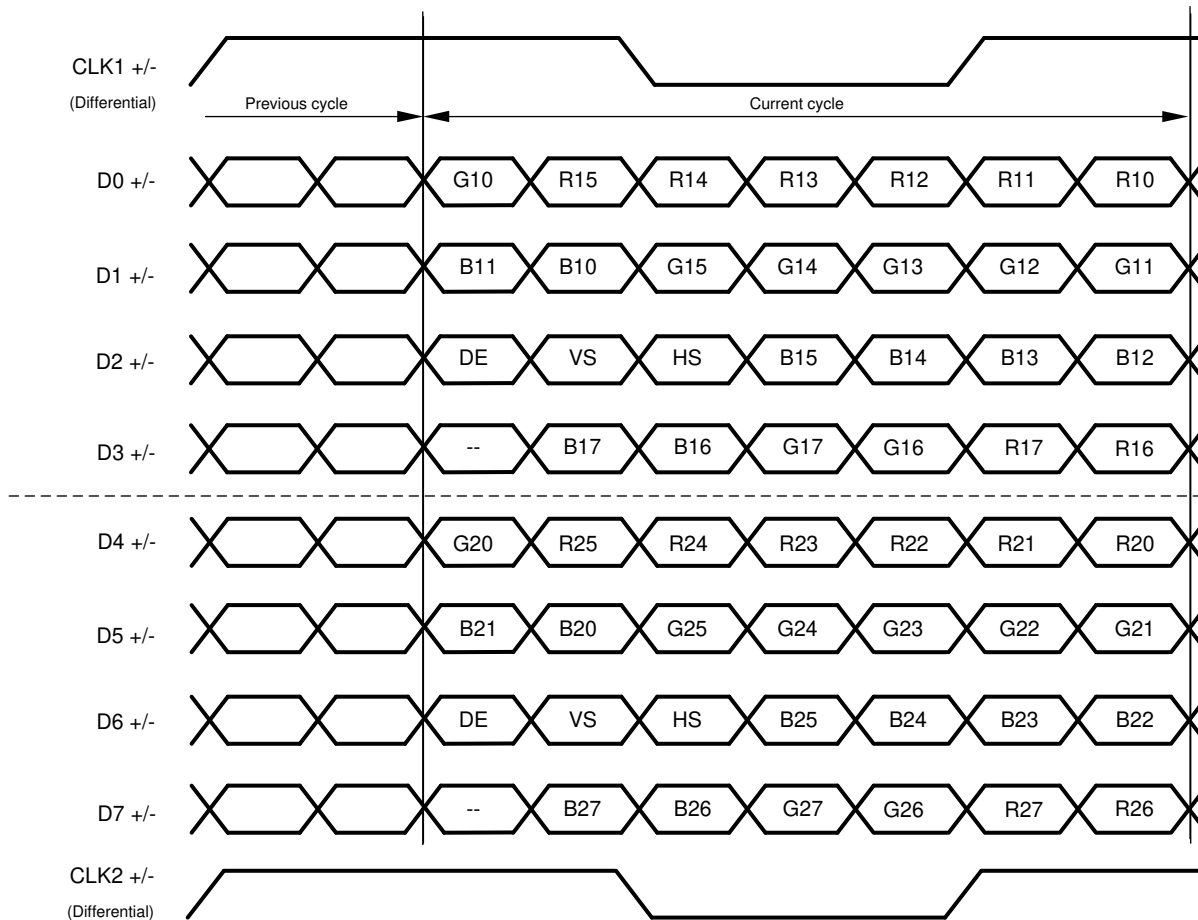 CLK1 +/-
(Differential)
Previous cycle Current cycle
D0 +/- G10 R15 R14 R13 R12 R11 R10
D1 +/- B11 B10 G15 G14 G13 G12 G11
D2 +/- DE VS HS B15 B14 B13 B12
D3 +/- -- B17 B16 G17 G16 R17 R16
D4 +/- G20 R25 R24 R23 R22 R21 R20
D5 +/- B21 B20 G25 G24 G23 G22 G21
D6 +/- DE VS HS B25 B24 B23 B22
D7 +/- -- B27 B26 G27 G26 R27 R26
CLK2 +/-
(Differential)